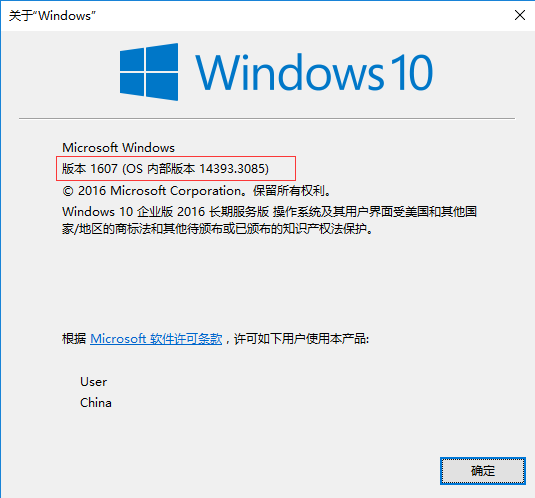 关于“Windows”
Windows 10
Microsoft Windows
版本 1607 (OS 内部版本 14393.3085)
© 2016 Microsoft Corporation。保留所有权利。
Windows 10 企业版 2016 长期服务版 操作系统及其用户界面受美国和其他国
家/地区的商标法和其他待颁布或已颁布的知识产权法保护。
根据 Microsoft 软件许可条款，许可如下用户使用本产品:
User
China
确定